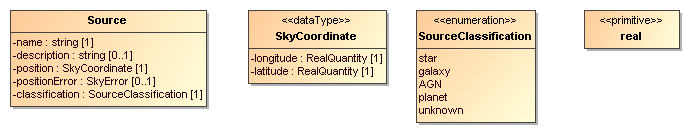 Source
-name : string [1]
-description : string [0..1]
-position : SkyCoordinate [1]
-positionError : SkyError [0..1]
-classification : SourceClassification [1]
<<dataType>>
SkyCoordinate
-longitude : RealQuantity [1]
-latitude : RealQuantity [1]
<<enumeration>>
SourceClassification
star
galaxy
AGN
planet
unknown
<<primitive>>
real